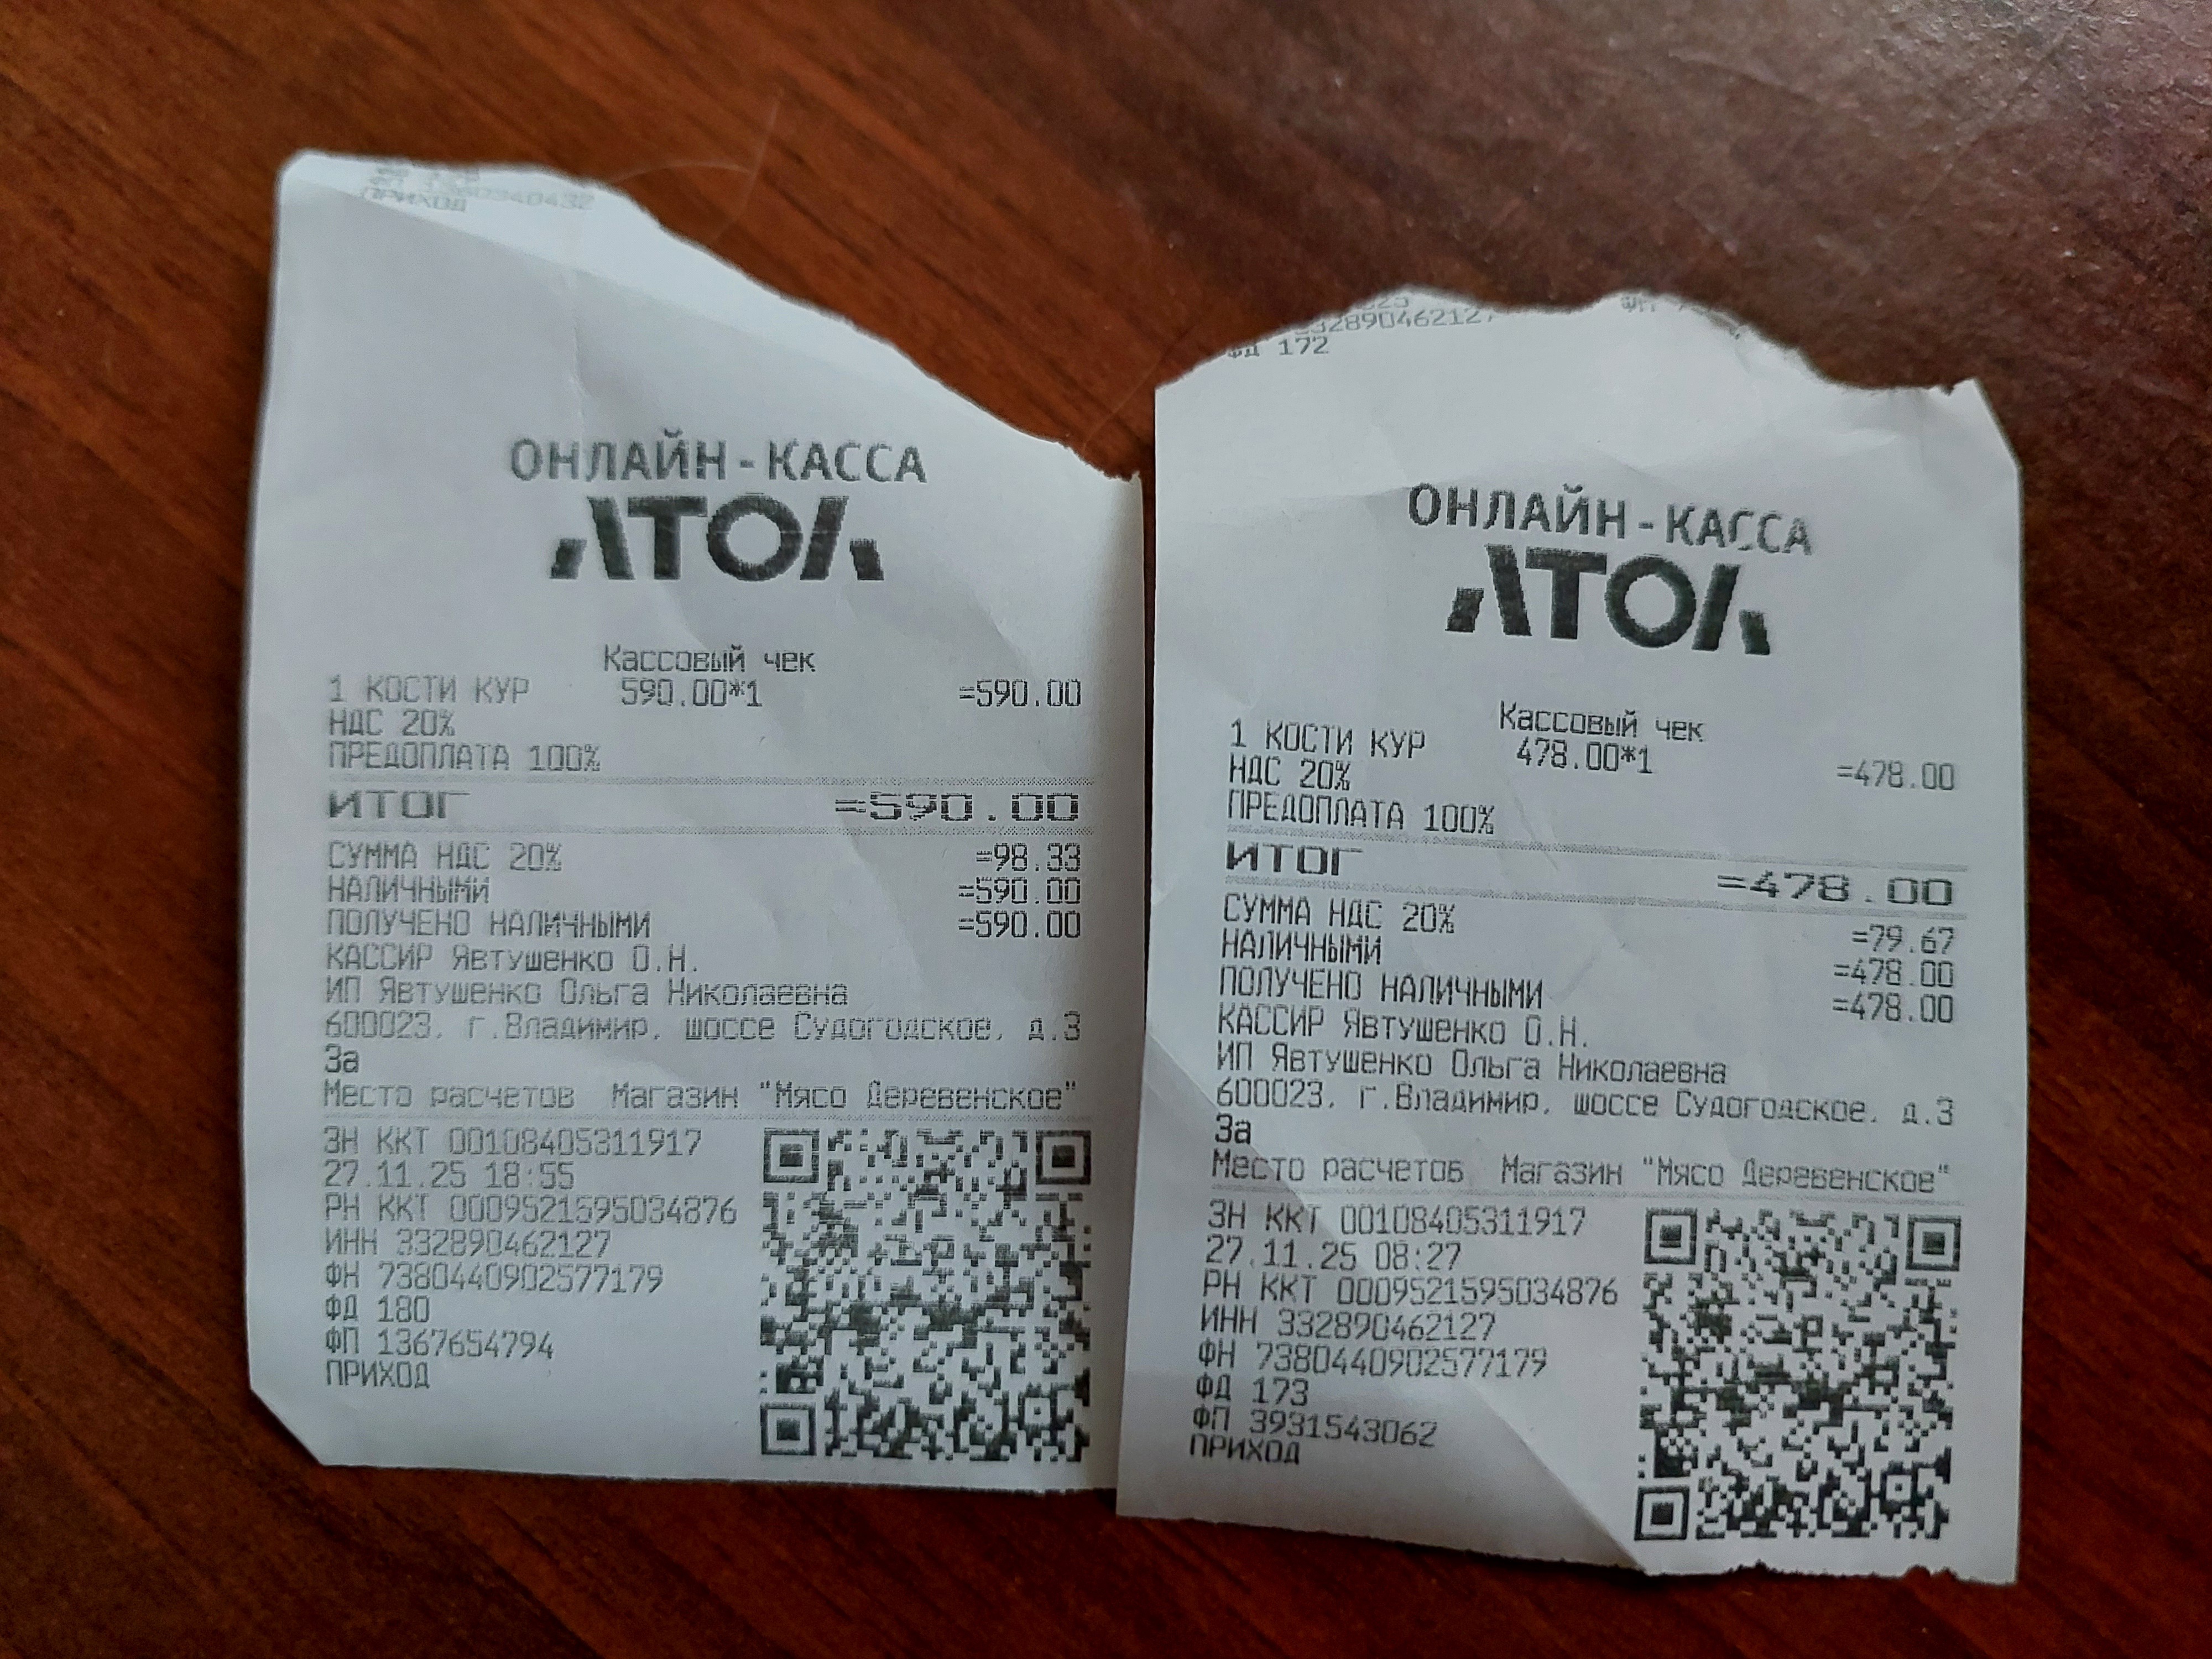 ПРИХОД
ОНЛАЙН-КАССА
АТОЛ
Кассовый чек
1 КОСТИ КУР 590.00*1 =590.00
НДС 20%
ПРЕДОПЛАТА 100%
ИТОГ =590.00
СУММА НДС 20% =98.33
НАЛИЧНЫМИ =590.00
ПОЛУЧЕНО НАЛИЧНЫМИ =590.00
КАССИР Явтушенко О.Н.
ИП Явтушенко Ольга Николаевна
600023, г.Владимир, шоссе Судогодское, д.3
3а
Место расчетов Магазин "Мясо Деревенское"
ЗН ККТ 00108405311917
27.11.25 18:55
РН ККТ 0009521595034876
ИНН 332890462127
ФН 7380440902577179
ФД 180
ФП 1367654794
ПРИХОД
332890462127
ФД 172
ОНЛАЙН-КАССА
АТОЛ
Кассовый чек
1 КОСТИ КУР 478.00*1 =478.00
НДС 20%
ПРЕДОПЛАТА 100%
ИТОГ =478.00
СУММА НДС 20% =79.67
НАЛИЧНЫМИ =478.00
ПОЛУЧЕНО НАЛИЧНЫМИ =478.00
КАССИР Явтушенко О.Н.
ИП Явтушенко Ольга Николаевна
600023, г.Владимир, шоссе Судогодское, д.3
3а
Место расчетов Магазин "Мясо Деревенское"
ЗН ККТ 00108405311917
27.11.25 08:27
РН ККТ 0009521595034876
ИНН 332890462127
ФН 7380440902577179
ФД 173
ФП 3931543062
ПРИХОД